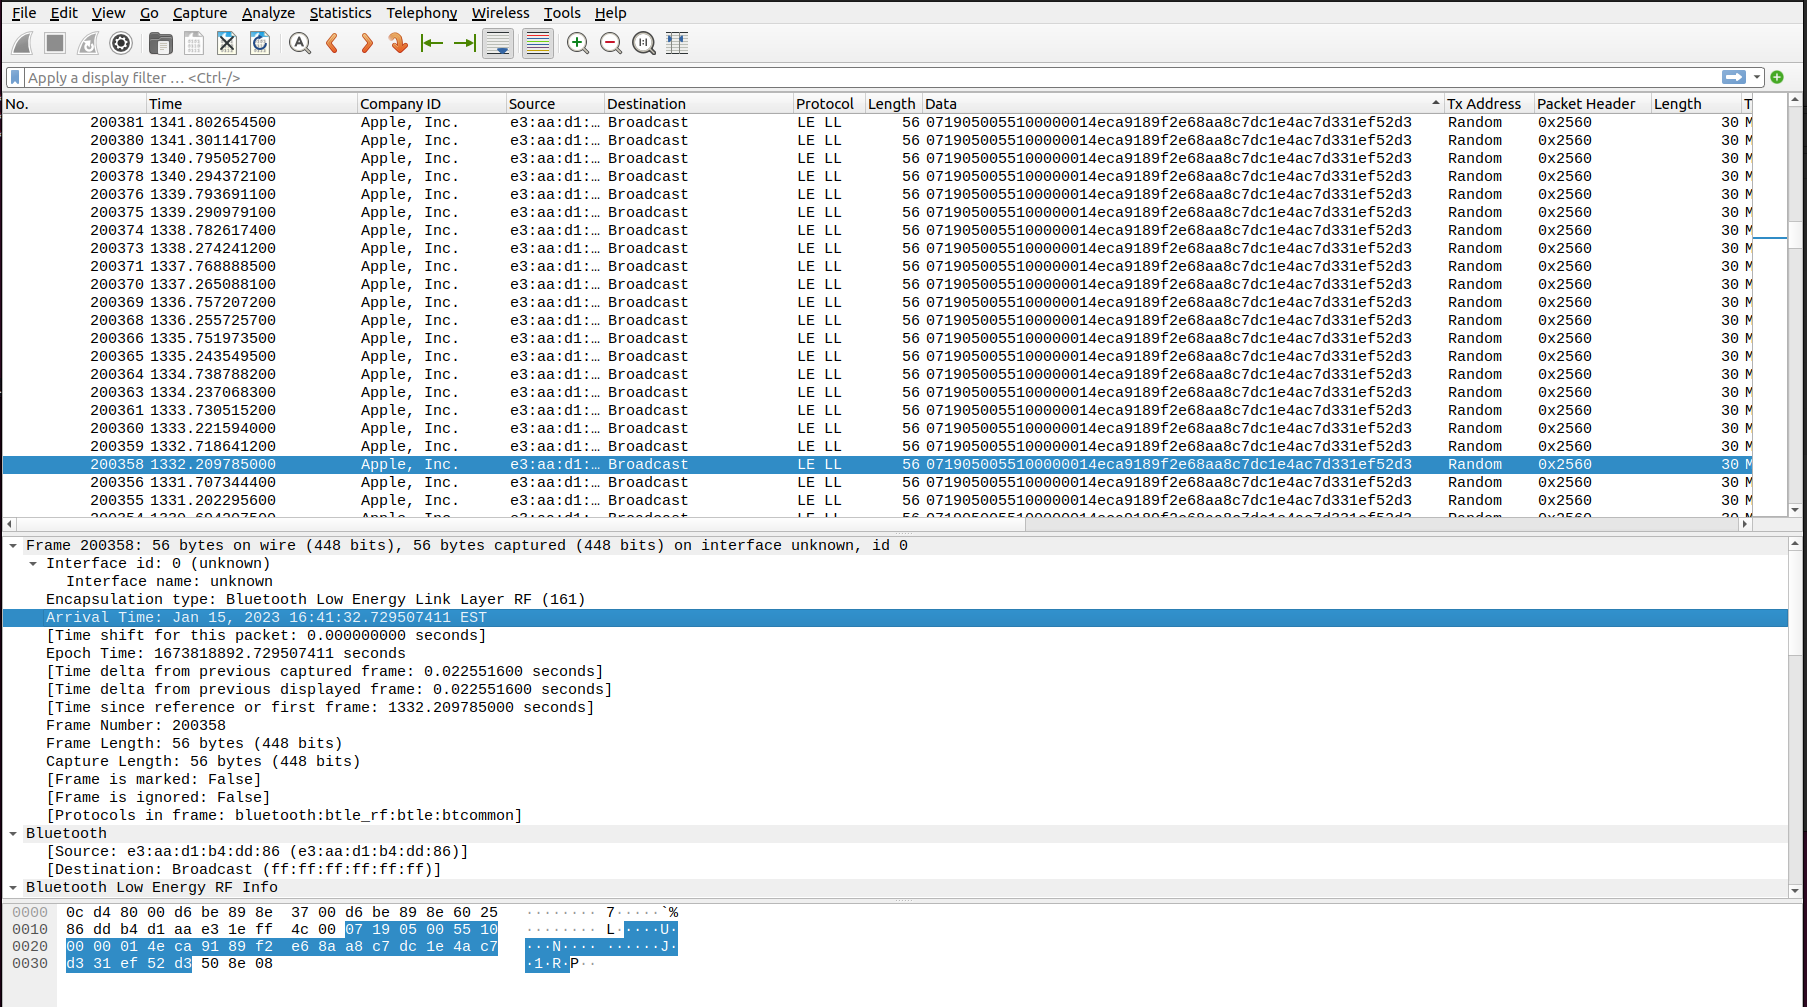 File Edit View Go Capture Analyze Statistics Telephony Wireless Tools Help
Apply a display filter … <Ctrl-/>
No. Time Company ID Source Destination Protocol Length Data Tx Address Packet Header Length T
200381 1341.802654500 Apple, Inc. e3:aa:d1:… Broadcast LE LL 56 0719050055100000014eca9189f2e68aa8c7dc1e4ac7d331ef52d3 Random 0x2560 30 M
200380 1341.301141700 Apple, Inc. e3:aa:d1:… Broadcast LE LL 56 0719050055100000014eca9189f2e68aa8c7dc1e4ac7d331ef52d3 Random 0x2560 30 M
200379 1340.795052700 Apple, Inc. e3:aa:d1:… Broadcast LE LL 56 0719050055100000014eca9189f2e68aa8c7dc1e4ac7d331ef52d3 Random 0x2560 30 M
200378 1340.294372100 Apple, Inc. e3:aa:d1:… Broadcast LE LL 56 0719050055100000014eca9189f2e68aa8c7dc1e4ac7d331ef52d3 Random 0x2560 30 M
200376 1339.793691100 Apple, Inc. e3:aa:d1:… Broadcast LE LL 56 0719050055100000014eca9189f2e68aa8c7dc1e4ac7d331ef52d3 Random 0x2560 30 M
200375 1339.290979100 Apple, Inc. e3:aa:d1:… Broadcast LE LL 56 0719050055100000014eca9189f2e68aa8c7dc1e4ac7d331ef52d3 Random 0x2560 30 M
200374 1338.782617400 Apple, Inc. e3:aa:d1:… Broadcast LE LL 56 0719050055100000014eca9189f2e68aa8c7dc1e4ac7d331ef52d3 Random 0x2560 30 M
200373 1338.274241200 Apple, Inc. e3:aa:d1:… Broadcast LE LL 56 0719050055100000014eca9189f2e68aa8c7dc1e4ac7d331ef52d3 Random 0x2560 30 M
200371 1337.768888500 Apple, Inc. e3:aa:d1:… Broadcast LE LL 56 0719050055100000014eca9189f2e68aa8c7dc1e4ac7d331ef52d3 Random 0x2560 30 M
200370 1337.265088100 Apple, Inc. e3:aa:d1:… Broadcast LE LL 56 0719050055100000014eca9189f2e68aa8c7dc1e4ac7d331ef52d3 Random 0x2560 30 M
200369 1336.757207200 Apple, Inc. e3:aa:d1:… Broadcast LE LL 56 0719050055100000014eca9189f2e68aa8c7dc1e4ac7d331ef52d3 Random 0x2560 30 M
200368 1336.255725700 Apple, Inc. e3:aa:d1:… Broadcast LE LL 56 0719050055100000014eca9189f2e68aa8c7dc1e4ac7d331ef52d3 Random 0x2560 30 M
200366 1335.751973500 Apple, Inc. e3:aa:d1:… Broadcast LE LL 56 0719050055100000014eca9189f2e68aa8c7dc1e4ac7d331ef52d3 Random 0x2560 30 M
200365 1335.243549500 Apple, Inc. e3:aa:d1:… Broadcast LE LL 56 0719050055100000014eca9189f2e68aa8c7dc1e4ac7d331ef52d3 Random 0x2560 30 M
200364 1334.738788200 Apple, Inc. e3:aa:d1:… Broadcast LE LL 56 0719050055100000014eca9189f2e68aa8c7dc1e4ac7d331ef52d3 Random 0x2560 30 M
200363 1334.237068300 Apple, Inc. e3:aa:d1:… Broadcast LE LL 56 0719050055100000014eca9189f2e68aa8c7dc1e4ac7d331ef52d3 Random 0x2560 30 M
200361 1333.730515200 Apple, Inc. e3:aa:d1:… Broadcast LE LL 56 0719050055100000014eca9189f2e68aa8c7dc1e4ac7d331ef52d3 Random 0x2560 30 M
200360 1333.221594000 Apple, Inc. e3:aa:d1:… Broadcast LE LL 56 0719050055100000014eca9189f2e68aa8c7dc1e4ac7d331ef52d3 Random 0x2560 30 M
200359 1332.718641200 Apple, Inc. e3:aa:d1:… Broadcast LE LL 56 0719050055100000014eca9189f2e68aa8c7dc1e4ac7d331ef52d3 Random 0x2560 30 M
200358 1332.209785000 Apple, Inc. e3:aa:d1:… Broadcast LE LL 56 0719050055100000014eca9189f2e68aa8c7dc1e4ac7d331ef52d3 Random 0x2560 30 M
200356 1331.707344400 Apple, Inc. e3:aa:d1:… Broadcast LE LL 56 0719050055100000014eca9189f2e68aa8c7dc1e4ac7d331ef52d3 Random 0x2560 30 M
200355 1331.202295600 Apple, Inc. e3:aa:d1:… Broadcast LE LL 56 0719050055100000014eca9189f2e68aa8c7dc1e4ac7d331ef52d3 Random 0x2560 30 M
Frame 200358: 56 bytes on wire (448 bits), 56 bytes captured (448 bits) on interface unknown, id 0
Interface id: 0 (unknown)
Interface name: unknown
Encapsulation type: Bluetooth Low Energy Link Layer RF (161)
Arrival Time: Jan 15, 2023 16:41:32.729507411 EST
[Time shift for this packet: 0.000000000 seconds]
Epoch Time: 1673818892.729507411 seconds
[Time delta from previous captured frame: 0.022551600 seconds]
[Time delta from previous displayed frame: 0.022551600 seconds]
[Time since reference or first frame: 1332.209785000 seconds]
Frame Number: 200358
Frame Length: 56 bytes (448 bits)
Capture Length: 56 bytes (448 bits)
[Frame is marked: False]
[Frame is ignored: False]
[Protocols in frame: bluetooth:btle_rf:btle:btcommon]
Bluetooth
[Source: e3:aa:d1:b4:dd:86 (e3:aa:d1:b4:dd:86)]
[Destination: Broadcast (ff:ff:ff:ff:ff:ff)]
Bluetooth Low Energy RF Info
0000 0c d4 80 00 d6 be 89 8e 37 00 d6 be 89 8e 60 25 ········ 7·····`%
0010 86 dd b4 d1 aa e3 1e ff 4c 00 07 19 05 00 55 10 ········ L·····U·
0020 00 00 01 4e ca 91 89 f2 e6 8a a8 c7 dc 1e 4a c7 ···N···· ······J·
0030 d3 31 ef 52 d3 50 8e 08 ·1·R·P··